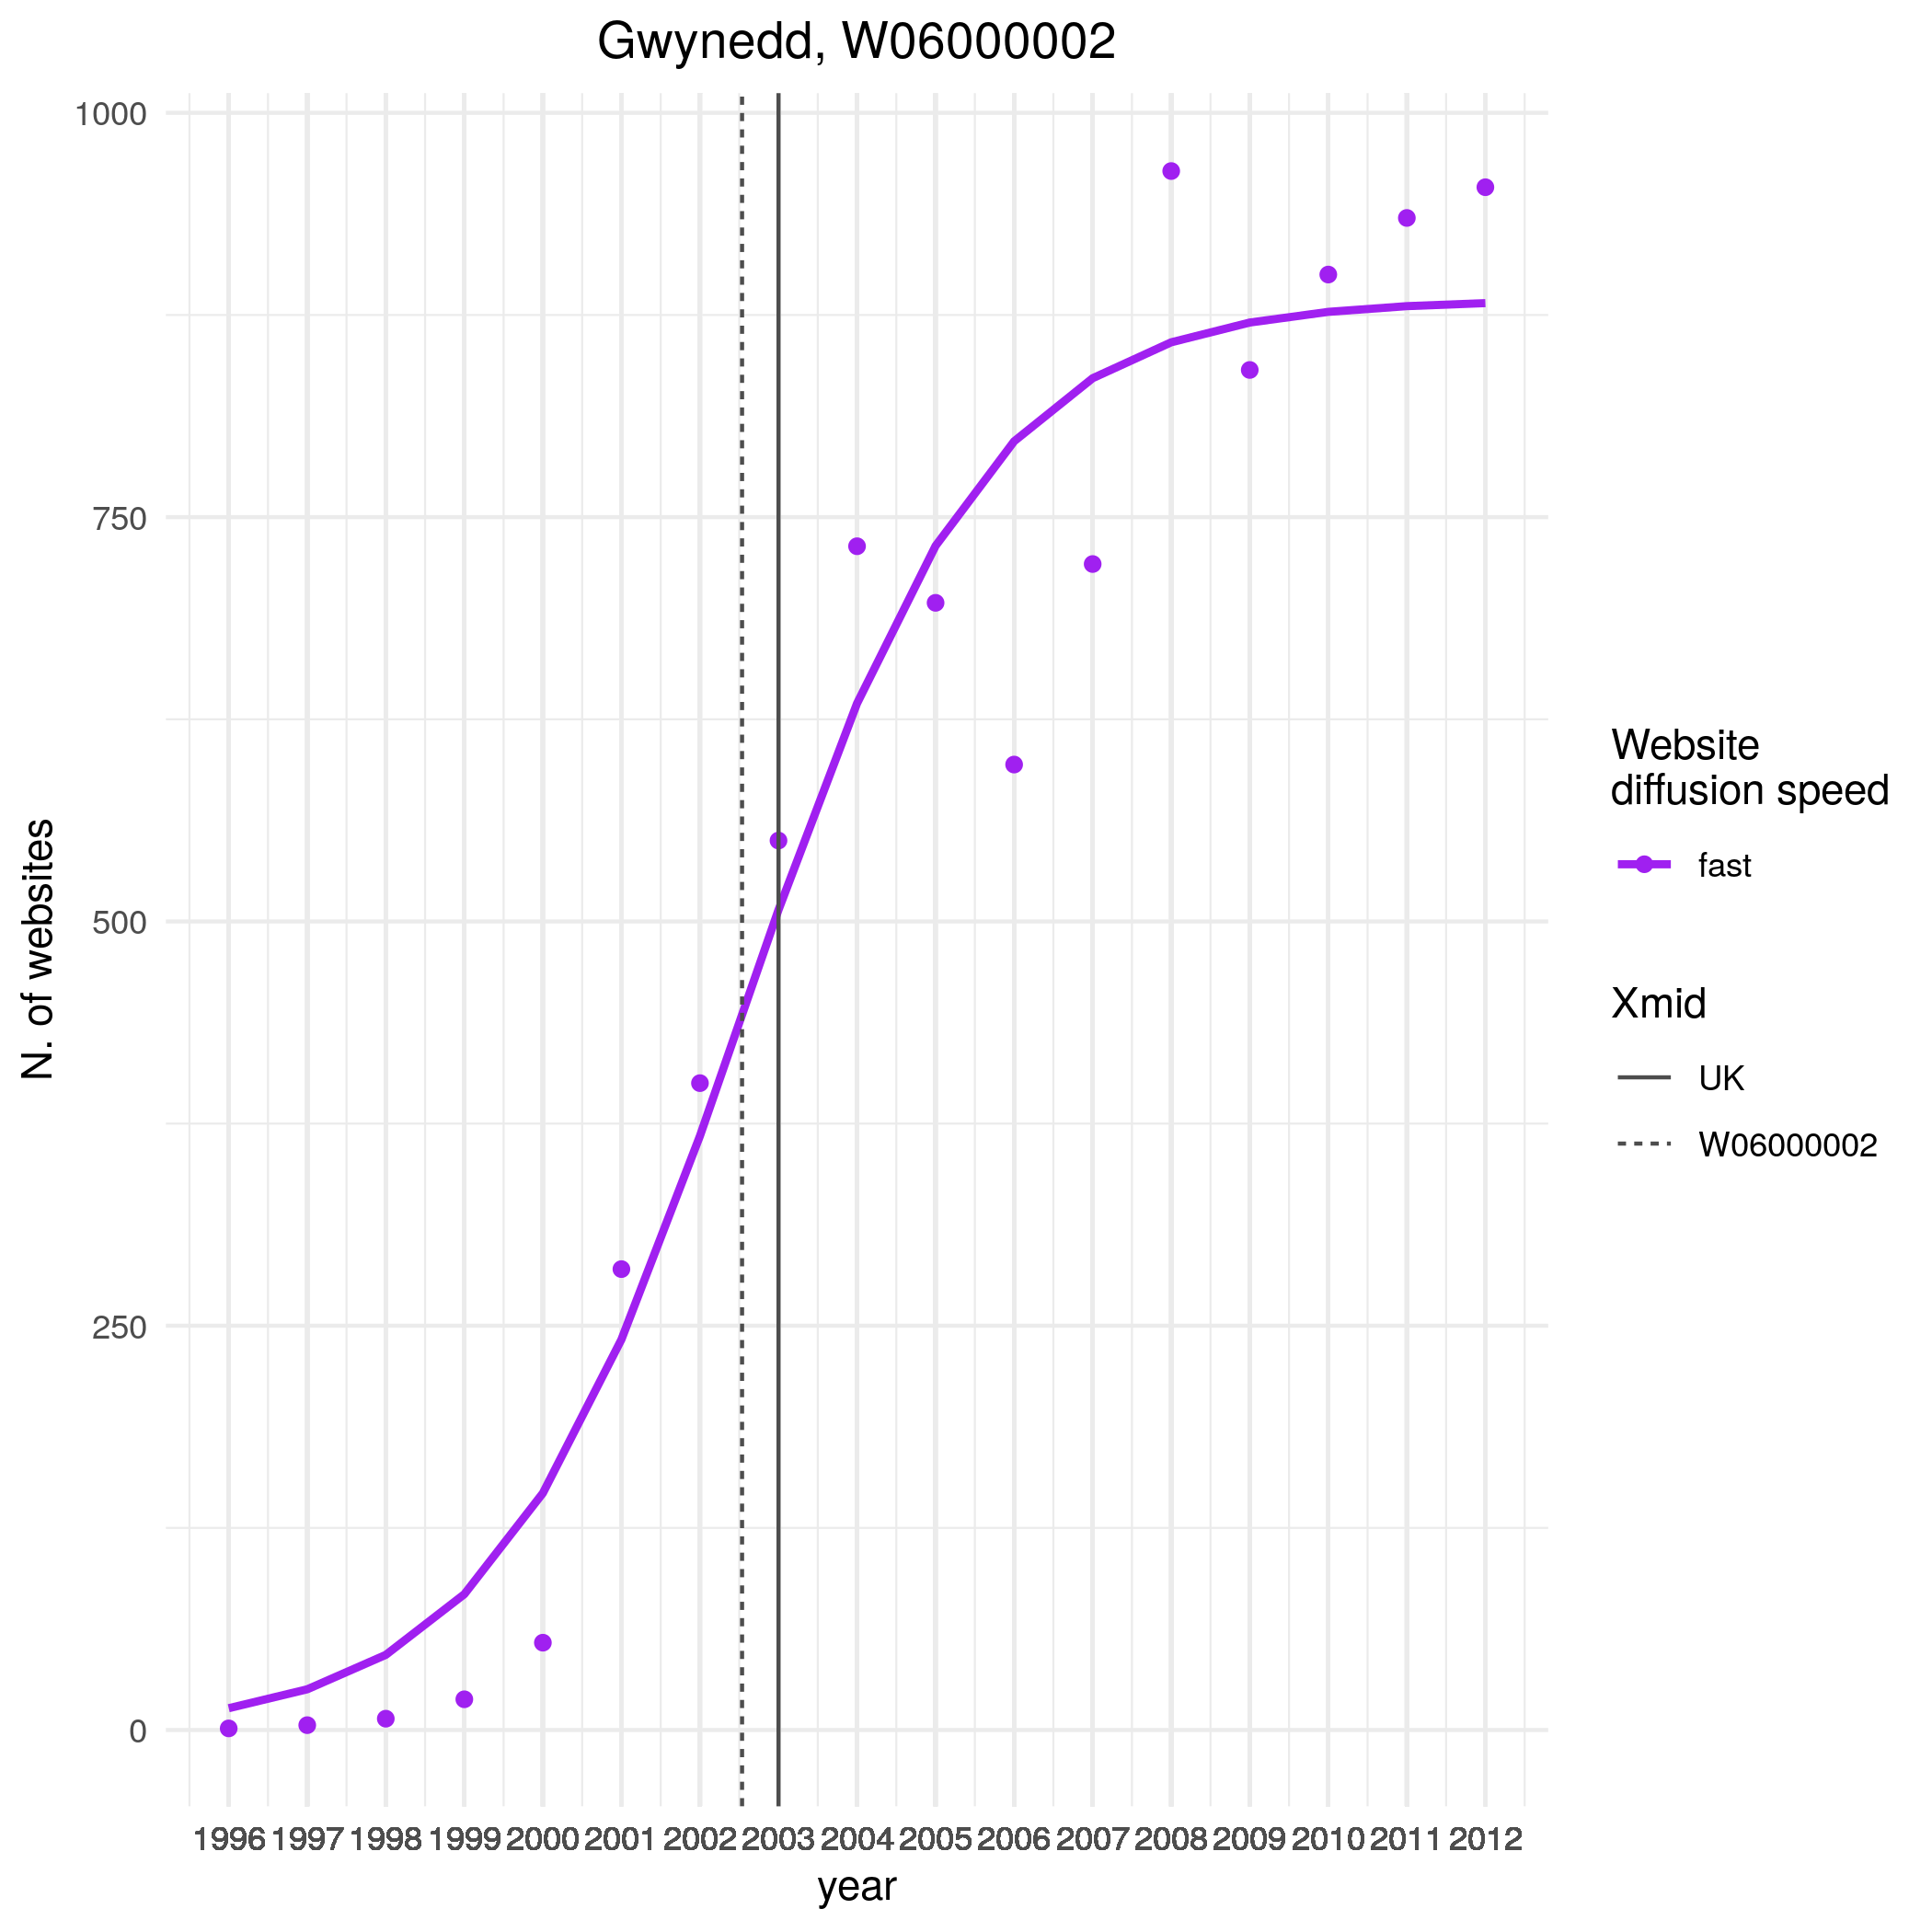 Gwynedd, W06000002
1000
750
500
250
0
N. of websites
1996 1997 1998 1999 2000 2001 2002 2003 2004 2005 2006 2007 2008 2009 2010 2011 2012
year
Website
diffusion speed
fast
Xmid
UK
W06000002